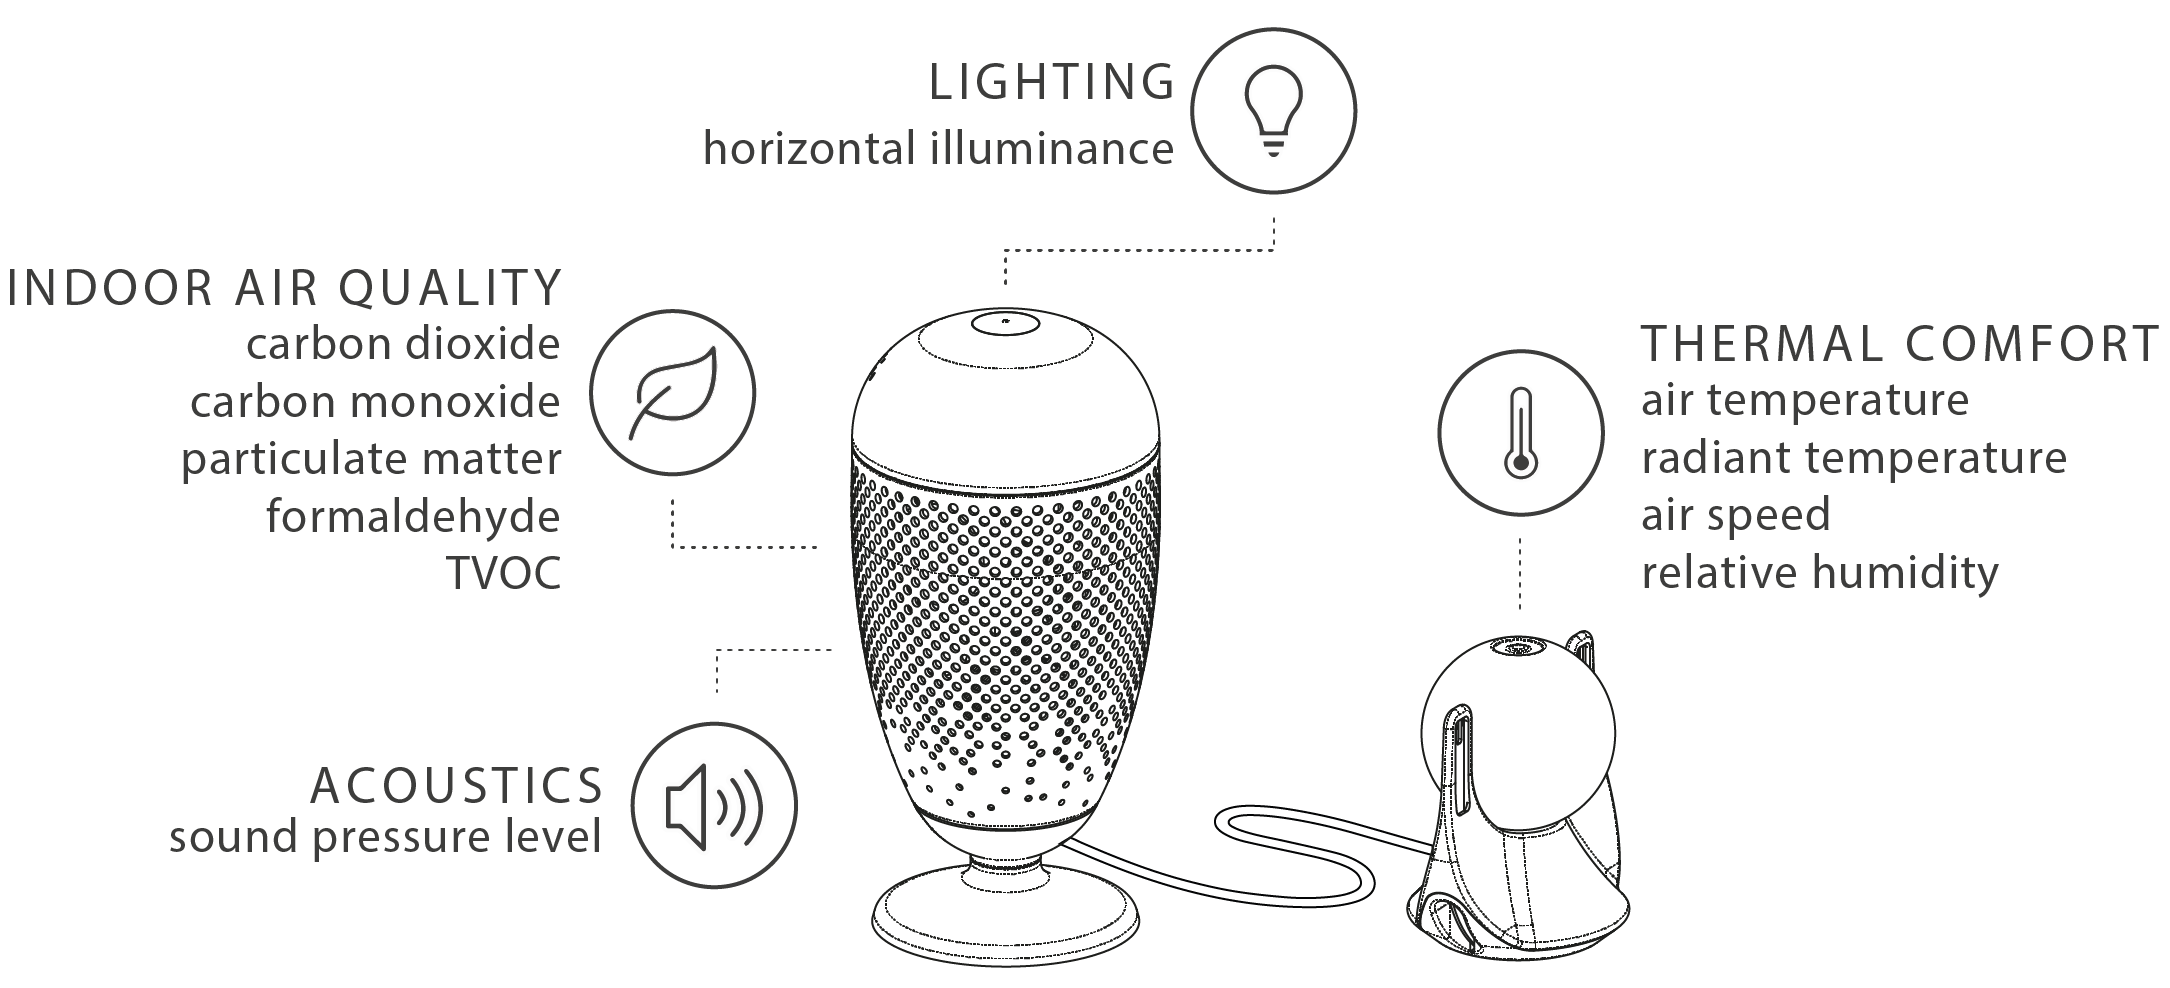 LIGHTING
horizontal illuminance
INDOOR AIR QUALITY
carbon dioxide
carbon monoxide
particulate matter
formaldehyde
TVOC
THERMAL COMFORT
air temperature
radiant temperature
air speed
relative humidity
ACOUSTICS
sound pressure level